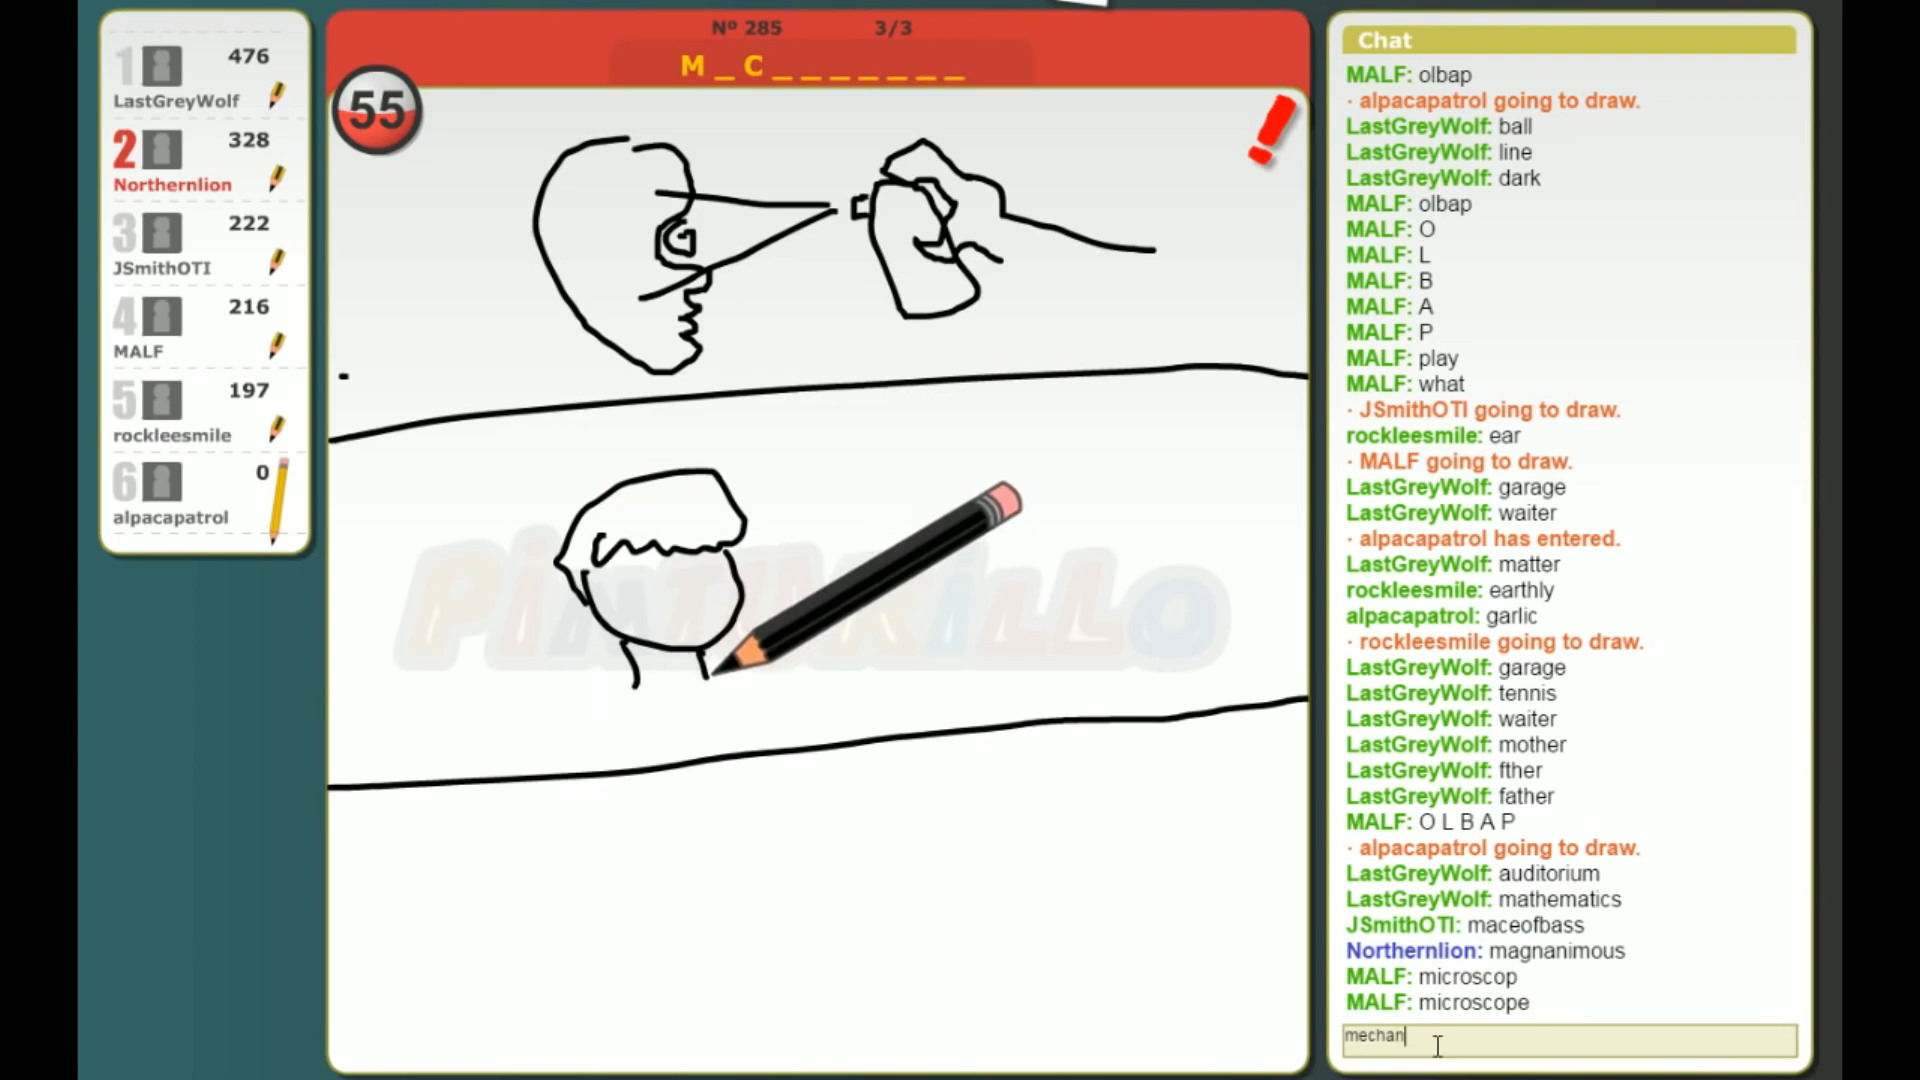 1
476
LastGreyWolf
2
328
Northernlion
3
222
JSmithOTI
4
216
MALF
5
197
rockleesmile
6
0
alpacapatrol
Nº 285 3/3
M _ C _ _ _ _ _ _ _
55
PINTURILLO
Chat
MALF: olbap
· alpacapatrol going to draw.
LastGreyWolf: ball
LastGreyWolf: line
LastGreyWolf: dark
MALF: olbap
MALF: O
MALF: L
MALF: B
MALF: A
MALF: P
MALF: play
MALF: what
· JSmithOTI going to draw.
rockleesmile: ear
· MALF going to draw.
LastGreyWolf: garage
LastGreyWolf: waiter
· alpacapatrol has entered.
LastGreyWolf: matter
rockleesmile: earthly
alpacapatrol: garlic
· rockleesmile going to draw.
LastGreyWolf: garage
LastGreyWolf: tennis
LastGreyWolf: waiter
LastGreyWolf: mother
LastGreyWolf: fther
LastGreyWolf: father
MALF: O L B A P
· alpacapatrol going to draw.
LastGreyWolf: auditorium
LastGreyWolf: mathematics
JSmithOTI: maceofbass
Northernlion: magnanimous
MALF: microscop
MALF: microscope
mechan